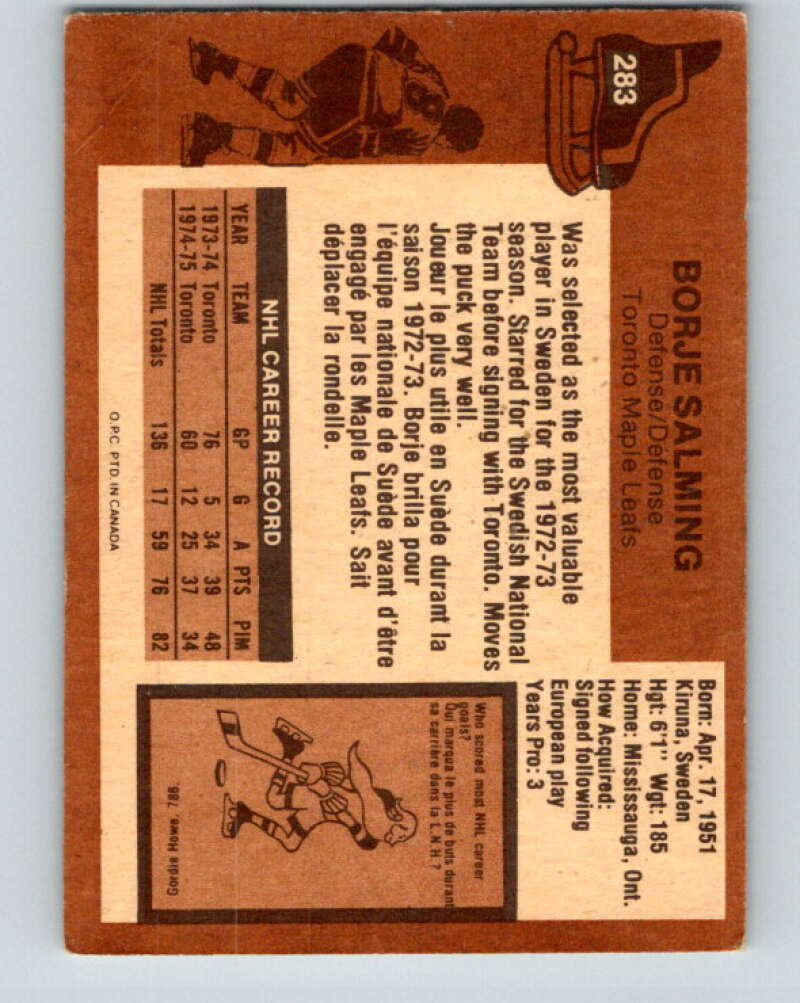 283
BORJE SALMING
Defense/Défense
Toronto Maple Leafs
Was selected as the most valuable
player in Sweden for the 1972-73
season. Starred for the Swedish National
Team before signing with Toronto. Moves
the puck very well.
Joueur le plus utile en Suède durant la
saison 1972-73. Borje brilla pour
l'équipe nationale de Suède avant d'être
engagé par les Maple Leafs. Sait
déplacer la rondelle.
Born: Apr. 17, 1951
Kiruna, Sweden
Hgt: 6'1" Wgt: 185
Home: Mississauga, Ont.
How Acquired:
Signed following
European play
Years Pro: 3
NHL CAREER RECORD
YEAR TEAM GP G A PTS PIM
1973-74 Toronto 76 5 34 39 48
1974-75 Toronto 60 12 25 37 34
NHL Totals 136 17 59 76 82
Who scored most NHL career
goals?
Qui marqua le plus de buts durant
sa carrière dans la L.N.H.?
Gordie Howe, 786.
O.P.C. PTD. IN CANADA